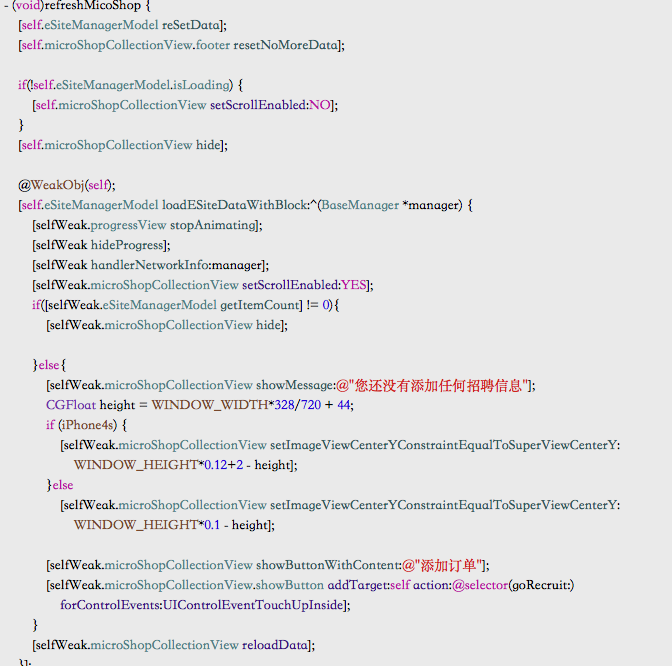 - (void)refreshMicoShop {
[self.eSiteManagerModel reSetData];
[self.microShopCollectionView.footer resetNoMoreData];
if(!self.eSiteManagerModel.isLoading) {
[self.microShopCollectionView setScrollEnabled:NO];
}
[self.microShopCollectionView hide];
@WeakObj(self);
[self.eSiteManagerModel loadESiteDataWithBlock:^(BaseManager *manager) {
[selfWeak.progressView stopAnimating];
[selfWeak hideProgress];
[selfWeak handlerNetworkInfo:manager];
[selfWeak.microShopCollectionView setScrollEnabled:YES];
if([selfWeak.eSiteManagerModel getItemCount] != 0){
[selfWeak.microShopCollectionView hide];
}else{
[selfWeak.microShopCollectionView showMessage:@"您还没有添加任何招聘信息"];
CGFloat height = WINDOW_WIDTH*328/720 + 44;
if (iPhone4s) {
[selfWeak.microShopCollectionView setImageViewCenterYConstraintEqualToSuperViewCenterY:
WINDOW_HEIGHT*0.12+2 - height];
}else
[selfWeak.microShopCollectionView setImageViewCenterYConstraintEqualToSuperViewCenterY:
WINDOW_HEIGHT*0.1 - height];
[selfWeak.microShopCollectionView showButtonWithContent:@"添加订单"];
[selfWeak.microShopCollectionView.showButton addTarget:self action:@selector(goRecruit:)
forControlEvents:UIControlEventTouchUpInside];
}
[selfWeak.microShopCollectionView reloadData];
}];